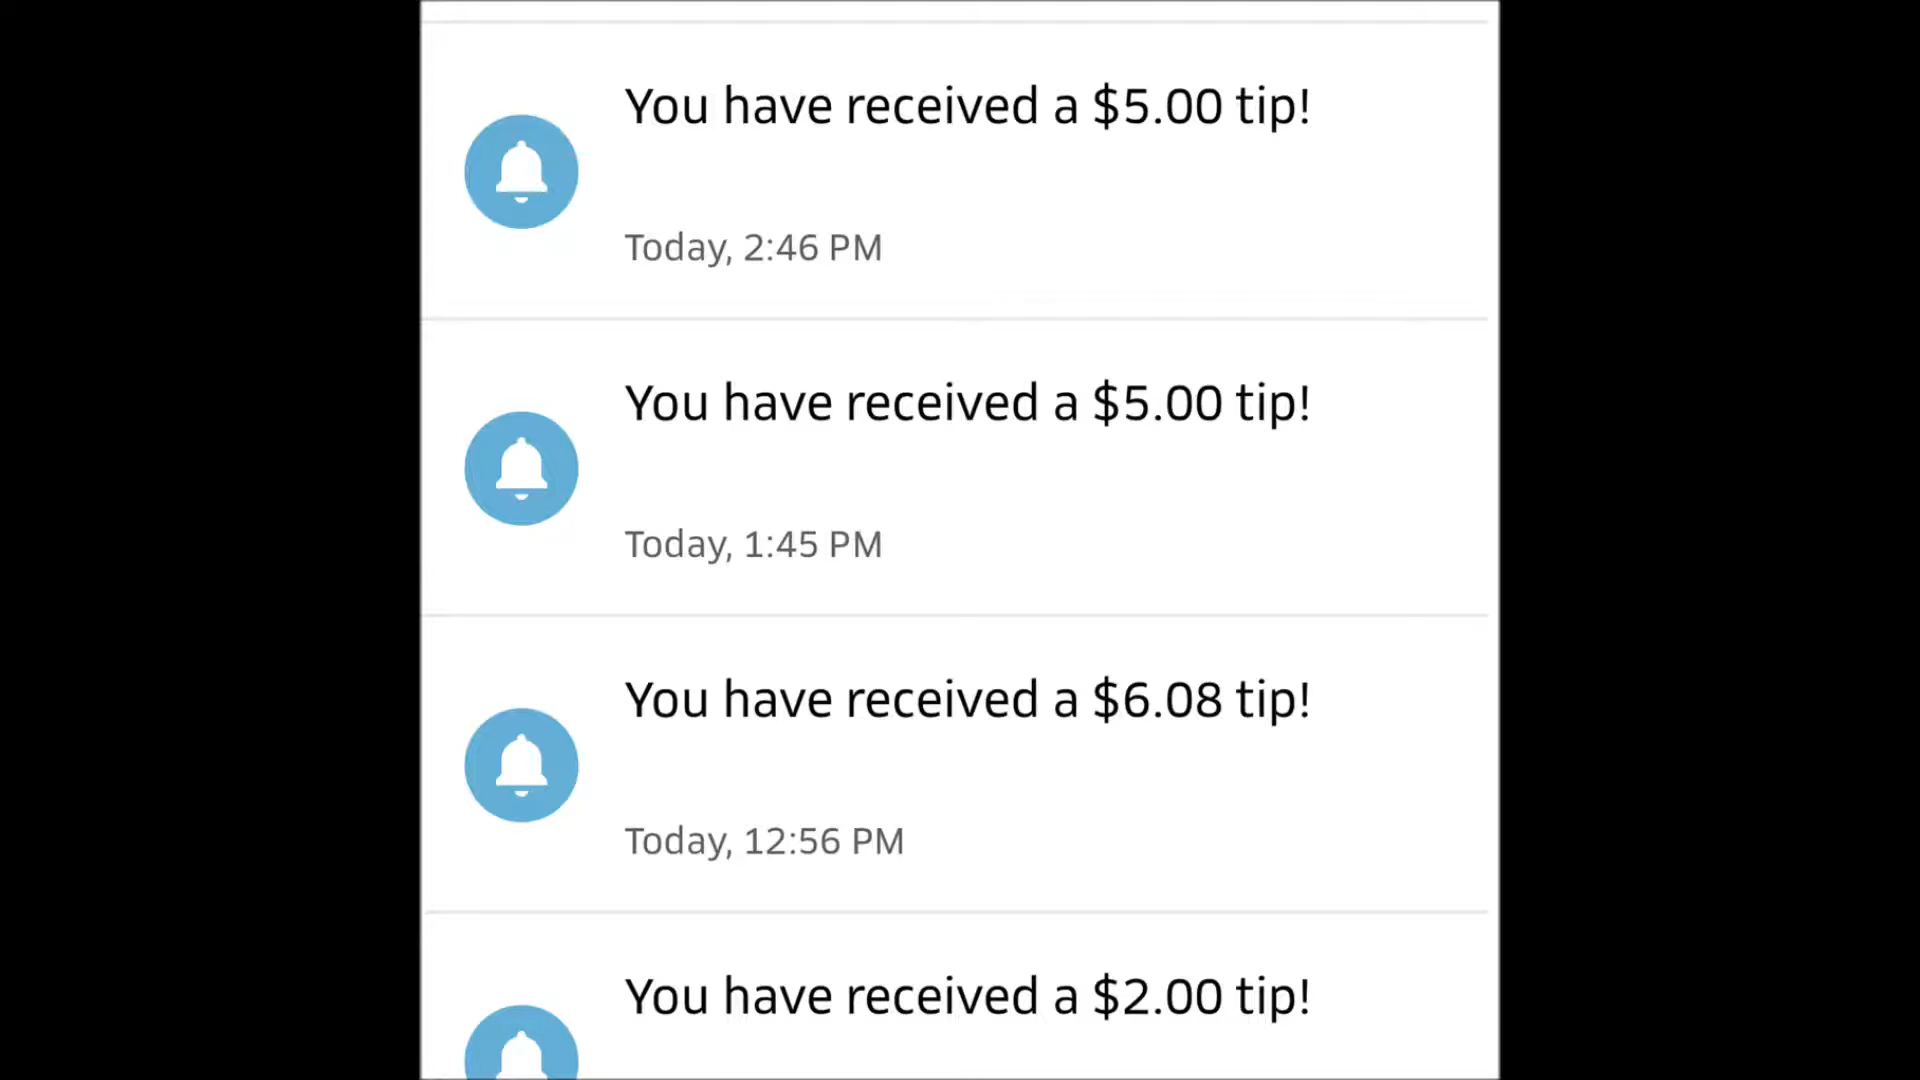 You have received a $5.00 tip!
Today, 2:46 PM
You have received a $5.00 tip!
Today, 1:45 PM
You have received a $6.08 tip!
Today, 12:56 PM
You have received a $2.00 tip!